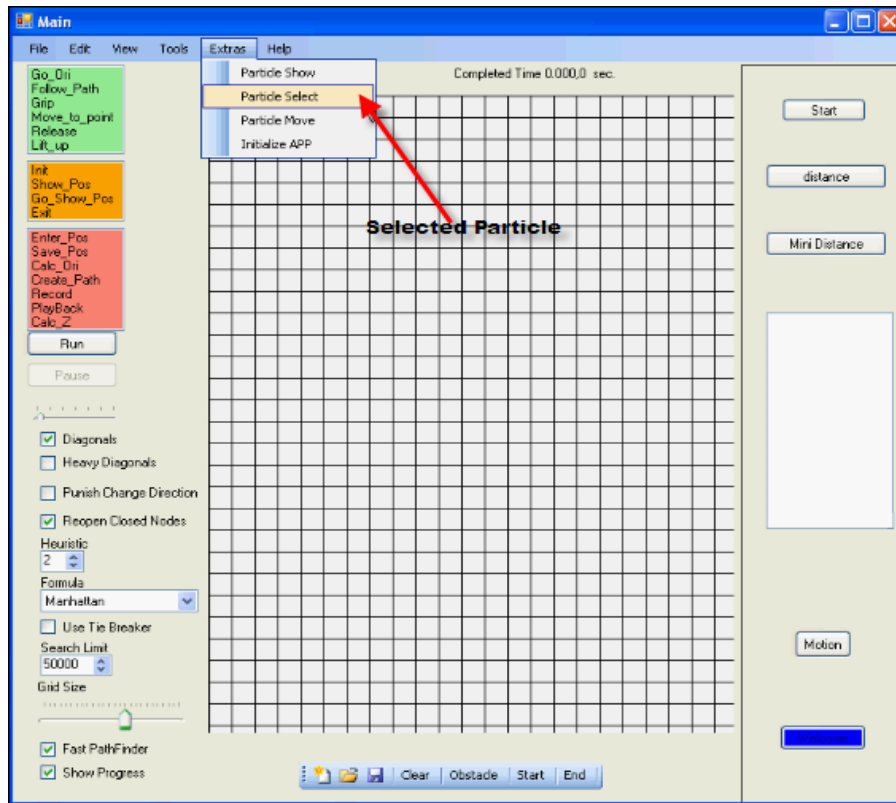 Main
File Edit View Tools Extras Help
Particle Show
Particle Select
Particle Move
Initialize APP
Completed Time 0.000,0 sec.
Go_Ori
Follow_Path
Grip
Move_to_point
Release
Lift_up
Init
Show_Pos
Go_Show_Pos
Exit
Enter_Pos
Save_Pos
Calc_Ori
Create_Path
Record
PlayBack
Calc_Z
Run
Pause
Diagonals
Heavy Diagonals
Punish Change Direction
Reopen Closed Nodes
Heuristic
2
Formula
Manhattan
Use Tie Breaker
Search Limit
50000
Grid Size
Fast PathFinder
Show Progress
Selected Particle
Clear Obstacle Start End
Start
distance
Mini Distance
Motion
Welcome